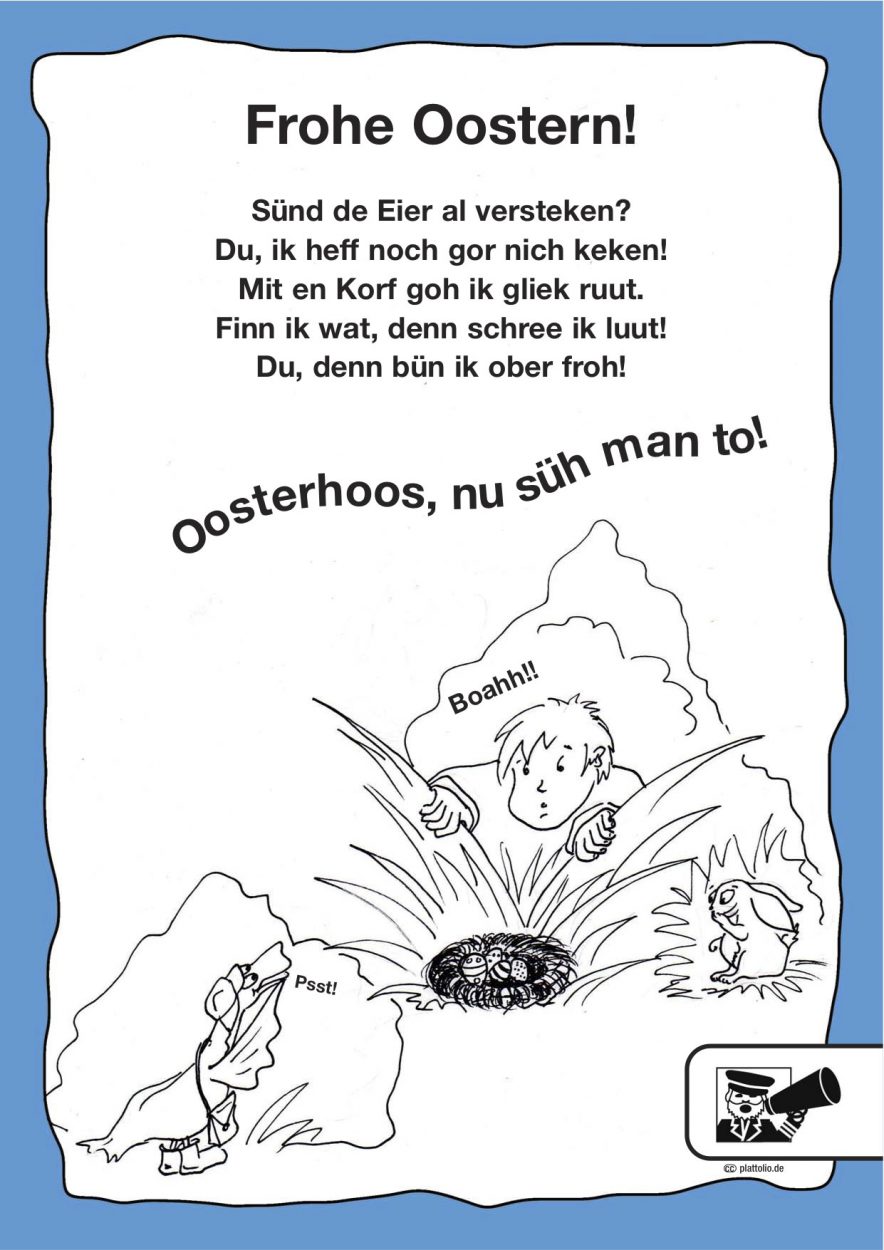 Frohe Oostern!
Sünd de Eier al versteken?
Du, ik heff noch gor nich keken!
Mit en Korf goh ik gliek ruut.
Finn ik wat, denn schree ik luut!
Du, denn bün ik ober froh!
Oosterhoos, nu süh man to!
Boahh!!
Psst!
cc plattolio.de